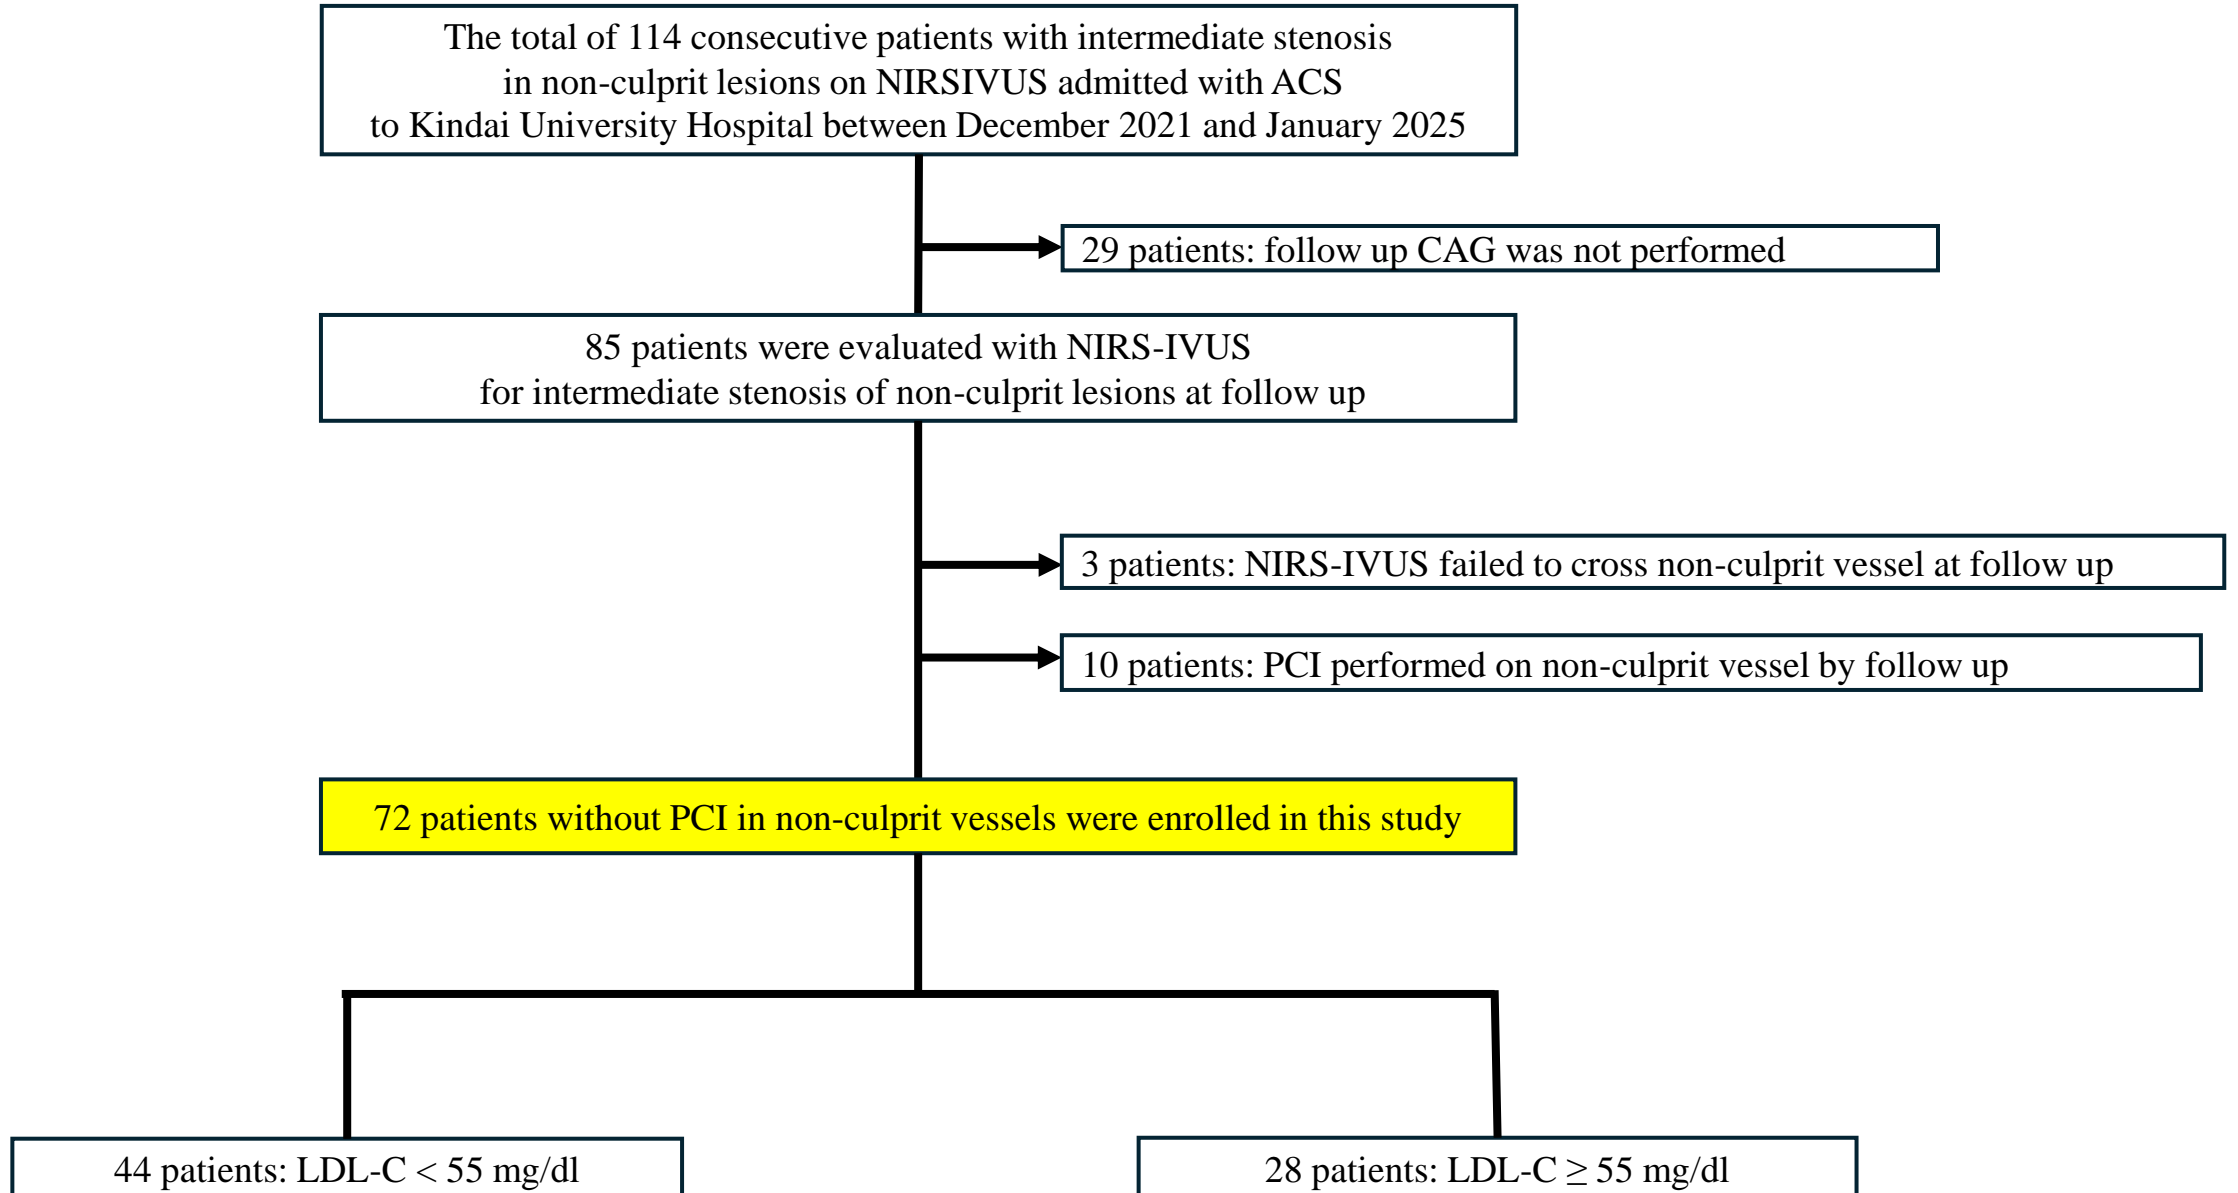 The total of 114 consecutive patients with intermediate stenosis
in non-culprit lesions on NIRSIVUS admitted with ACS
to Kindai University Hospital between December 2021 and January 2025
29 patients: follow up CAG was not performed
85 patients were evaluated with NIRS-IVUS
for intermediate stenosis of non-culprit lesions at follow up
3 patients: NIRS-IVUS failed to cross non-culprit vessel at follow up
10 patients: PCI performed on non-culprit vessel by follow up
72 patients without PCI in non-culprit vessels were enrolled in this study
44 patients: LDL-C < 55 mg/dl
28 patients: LDL-C ≥ 55 mg/dl